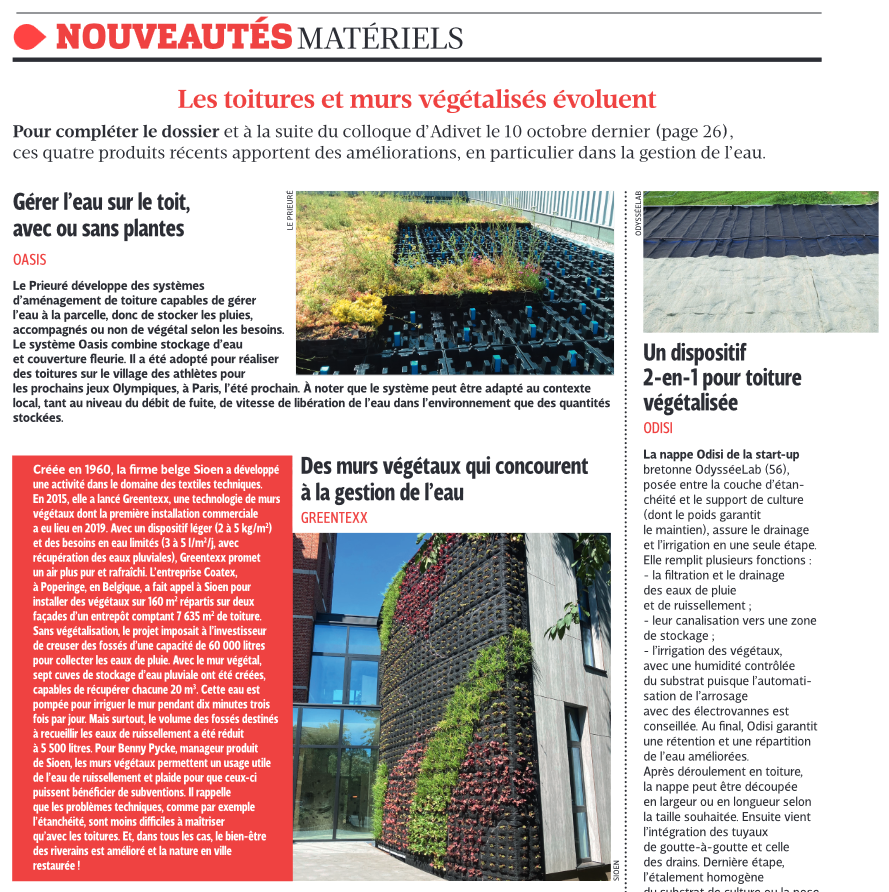 NOUVEAUTÉS MATÉRIELS
Les toitures et murs végétalisés évoluent
Pour compléter le dossier et à la suite du colloque d’Adivet le 10 octobre dernier (page 26),
ces quatre produits récents apportent des améliorations, en particulier dans la gestion de l’eau.
Gérer l’eau sur le toit,
avec ou sans plantes
OASIS
Le Prieuré développe des systèmes
d’aménagement de toiture capables de gérer
l’eau à la parcelle, donc de stocker les pluies,
accompagnés ou non de végétal selon les besoins.
Le système Oasis combine stockage d’eau
et couverture fleurie. Il a été adopté pour réaliser
des toitures sur le village des athlètes pour
les prochains jeux Olympiques, à Paris, l’été prochain. À noter que le système peut être adapté au contexte
local, tant au niveau du débit de fuite, de vitesse de libération de l’eau dans l’environnement que des quantités
stockées.
LE PRIEURÉ
Créée en 1960, la firme belge Sioen a développé
une activité dans le domaine des textiles techniques.
En 2015, elle a lancé Greentexx, une technologie de murs
végétaux dont la première installation commerciale
a eu lieu en 2019. Avec un dispositif léger (2 à 5 kg/m²)
et des besoins en eau limités (3 à 5 l/m²/j, avec
récupération des eaux pluviales), Greentexx promet
un air plus pur et rafraîchi. L’entreprise Coatex,
à Poperinge, en Belgique, a fait appel à Sioen pour
installer des végétaux sur 160 m² répartis sur deux
façades d’un entrepôt comptant 7 635 m² de toiture.
Sans végétalisation, le projet imposait à l’investisseur
de creuser des fossés d’une capacité de 60 000 litres
pour collecter les eaux de pluie. Avec le mur végétal,
sept cuves de stockage d’eau pluviale ont été créées,
capables de récupérer chacune 20 m³. Cette eau est
pompée pour irriguer le mur pendant dix minutes trois
fois par jour. Mais surtout, le volume des fossés destinés
à recueillir les eaux de ruissellement a été réduit
à 5 500 litres. Pour Benny Pycke, manageur produit
de Sioen, les murs végétaux permettent un usage utile
de l’eau de ruissellement et plaide pour que ceux-ci
puissent bénéficier de subventions. Il rappelle
que les problèmes techniques, comme par exemple
l’étanchéité, sont moins difficiles à maîtriser
qu’avec les toitures. Et, dans tous les cas, le bien-être
des riverains est amélioré et la nature en ville
restaurée !
Des murs végétaux qui concourent
à la gestion de l’eau
GREENTEXX
SIOEN
ODYSSÉELAB
Un dispositif
2-en-1 pour toiture
végétalisée
ODISI
La nappe Odisi de la start-up
bretonne OdysséeLab (56),
posée entre la couche d’étan-
chéité et le support de culture
(dont le poids garantit
le maintien), assure le drainage
et l’irrigation en une seule étape.
Elle remplit plusieurs fonctions :
- la filtration et le drainage
des eaux de pluie
et de ruissellement ;
- leur canalisation vers une zone
de stockage ;
- l’irrigation des végétaux,
avec une humidité contrôlée
du substrat puisque l’automati-
sation de l’arrosage
avec des électrovannes est
conseillée. Au final, Odisi garantit
une rétention et une répartition
de l’eau améliorées.
Après déroulement en toiture,
la nappe peut être découpée
en largeur ou en longueur selon
la taille souhaitée. Ensuite vient
l’intégration des tuyaux
de goutte-à-goutte et celle
des drains. Dernière étape,
l’étalement homogène
du substrat de culture ou la pose